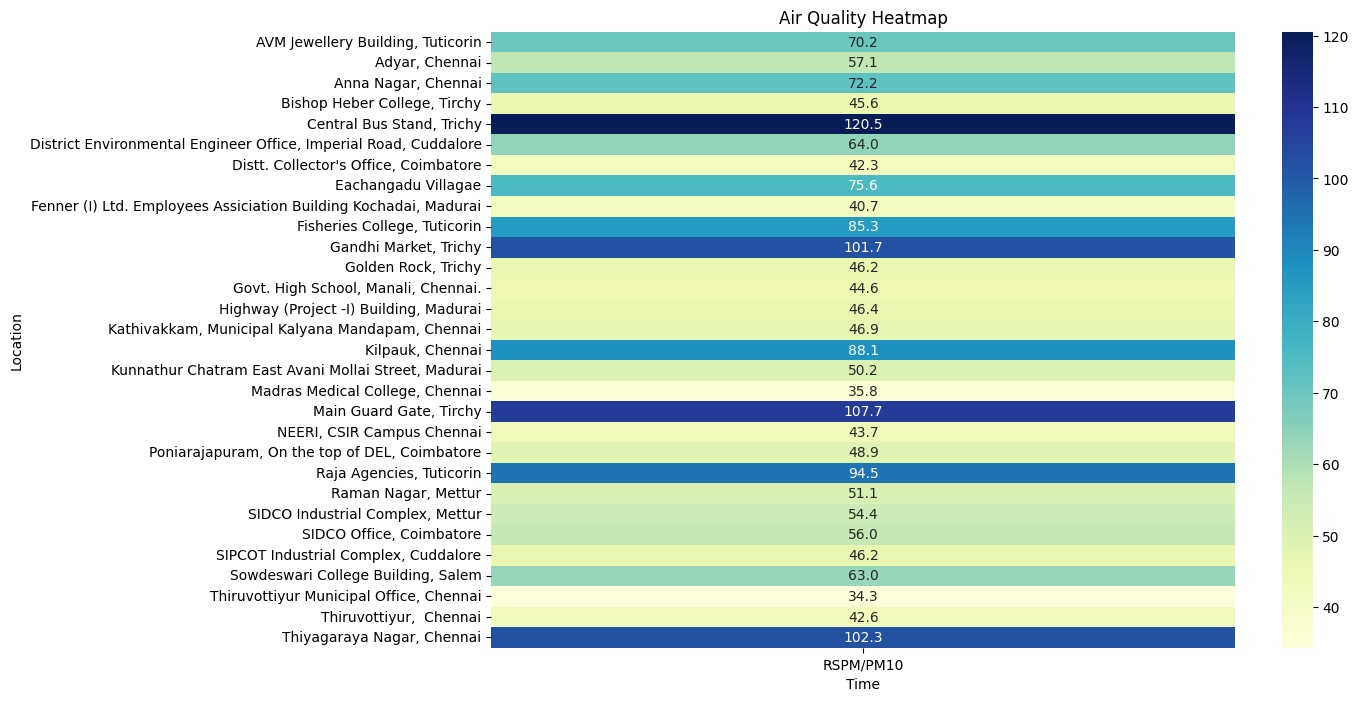 Air Quality Heatmap
AVM Jewellery Building, Tuticorin 70.2
Adyar, Chennai 57.1
Anna Nagar, Chennai 72.2
Bishop Heber College, Tirchy 45.6
Central Bus Stand, Trichy 120.5
District Environmental Engineer Office, Imperial Road, Cuddalore 64.0
Distt. Collector's Office, Coimbatore 42.3
Eachangadu Villagae 75.6
Fenner (I) Ltd. Employees Assiciation Building Kochadai, Madurai 40.7
Fisheries College, Tuticorin 85.3
Gandhi Market, Trichy 101.7
Golden Rock, Trichy 46.2
Govt. High School, Manali, Chennai. 44.6
Highway (Project -I) Building, Madurai 46.4
Kathivakkam, Municipal Kalyana Mandapam, Chennai 46.9
Kilpauk, Chennai 88.1
Kunnathur Chatram East Avani Mollai Street, Madurai 50.2
Madras Medical College, Chennai 35.8
Main Guard Gate, Tirchy 107.7
NEERI, CSIR Campus Chennai 43.7
Poniarajapuram, On the top of DEL, Coimbatore 48.9
Raja Agencies, Tuticorin 94.5
Raman Nagar, Mettur 51.1
SIDCO Industrial Complex, Mettur 54.4
SIDCO Office, Coimbatore 56.0
SIPCOT Industrial Complex, Cuddalore 46.2
Sowdeswari College Building, Salem 63.0
Thiruvottiyur Municipal Office, Chennai 34.3
Thiruvottiyur,  Chennai 42.6
Thiyagaraya Nagar, Chennai 102.3
Location
RSPM/PM10
Time
120
110
100
90
80
70
60
50
40